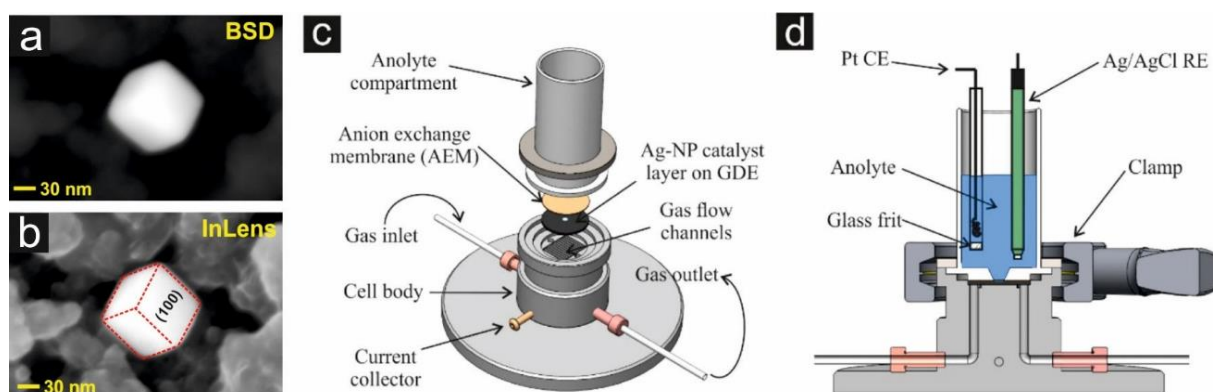 a
BSD
30 nm
b
InLens
(100)
30 nm
c
Anolyte
compartment
Anion exchange
membrane (AEM)
Ag-NP catalyst
layer on GDE
Gas flow
channels
Gas inlet
Gas outlet
Cell body
Current
collector
d
Pt CE
Ag/AgCl RE
Anolyte
Clamp
Glass frit